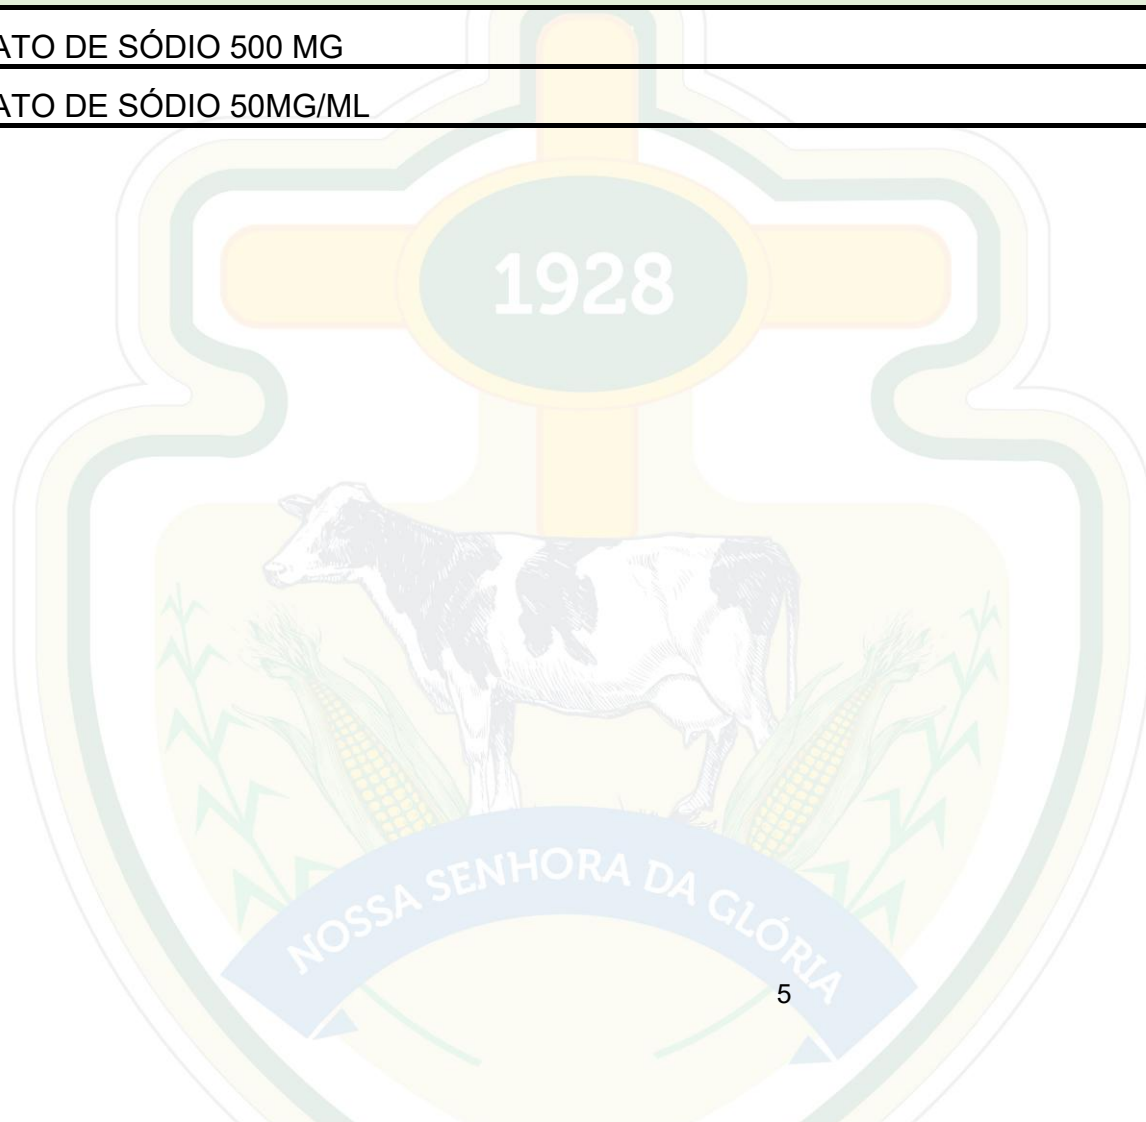 ATO DE SÓDIO 500 MG
ATO DE SÓDIO 50MG/ML
1928
NOSSA SENHORA DA GLÓRIA
5